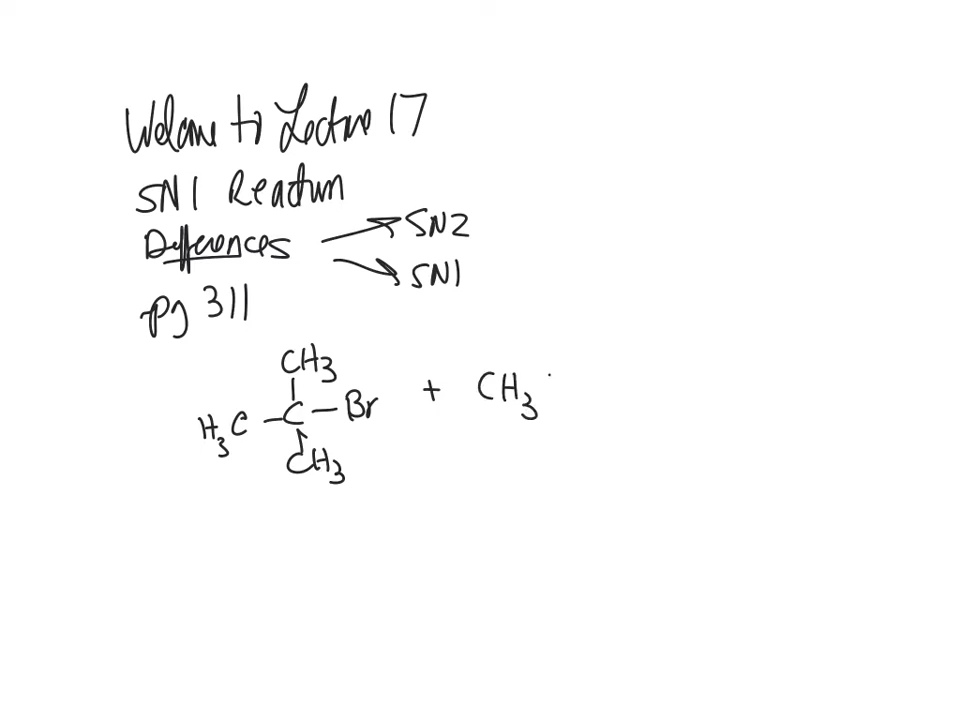 Welcome to Lecture 17
SN1 Reaction
Differences → SN2
→ SN1
pg 311
CH3
H3C - C - Br + CH3
CH3